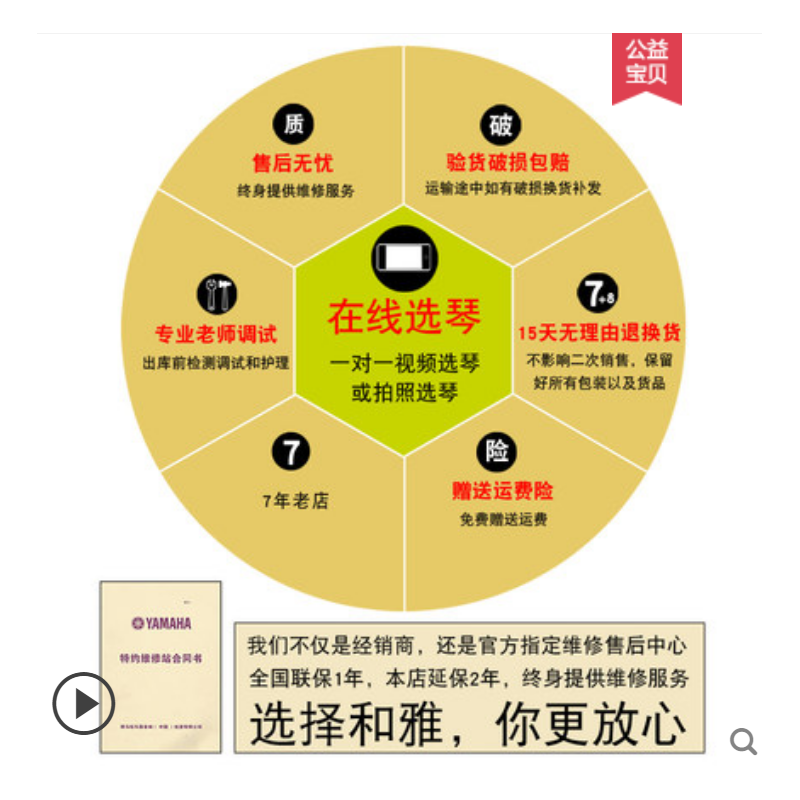 公益
宝贝
质
售后无忧
终身提供维修服务
破
验货破损包赔
运输途中如有破损换货补发
专业老师调试
出库前检测调试和护理
在线选琴
一对一视频选琴
或拍照选琴
7+8
15天无理由退换货
不影响二次销售，保留
好所有包装以及货品
7
7年老店
险
赠送运费险
免费赠送运费
YAMAHA
特约维修站合同书
我们不仅是经销商，还是官方指定维修售后中心
全国联保1年，本店延保2年，终身提供维修服务
选择和雅，你更放心